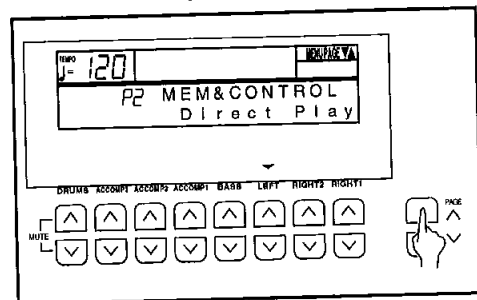 TEMPO
♩= 120
MENU/PAGE ▼▲
P2 MEM&CONTROL
Direct Play
DRUMS ACCOMP3 ACCOMP2 ACCOMP1 BASS LEFT RIGHT2 RIGHT1
MUTE
PAGE